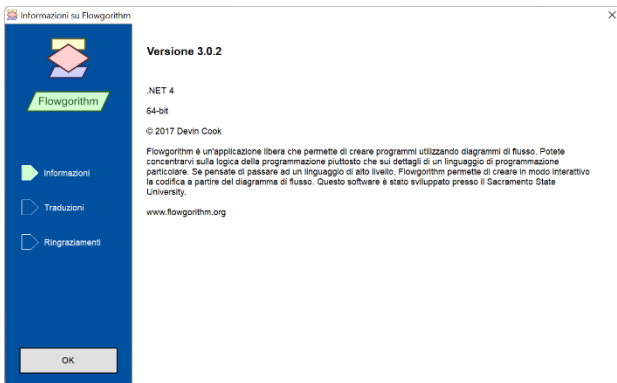 Informazioni su Flowgorithm
Flowgorithm
Informazioni
Traduzioni
Ringraziamenti
OK
Versione 3.0.2
.NET 4
64-bit
© 2017 Devin Cook
Flowgorithm è un'applicazione libera che permette di creare programmi utilizzando diagrammi di flusso. Potete
concentrarvi sulla logica della programmazione piuttosto che sui dettagli di un linguaggio di programmazione
particolare. Se pensate di passare ad un linguaggio di alto livello, Flowgorithm permette di creare in modo interattivo
la codifica a partire del diagramma di flusso. Questo software è stato sviluppato presso il Sacramento State
University.
www.flowgorithm.org